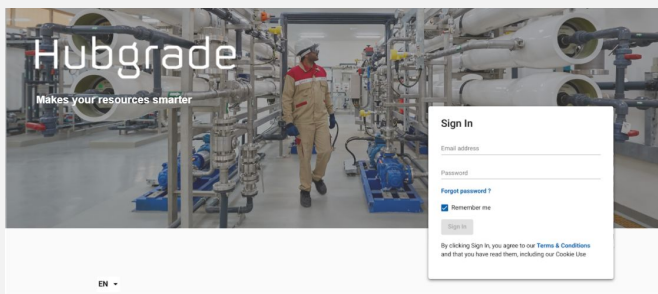 Hubgrade
Makes your resources smarter
Sign In
Email address
Password
Forgot password ?
Remember me
Sign In
By clicking Sign In, you agree to our Terms & Conditions
and that you have read them, including our Cookie Use
EN